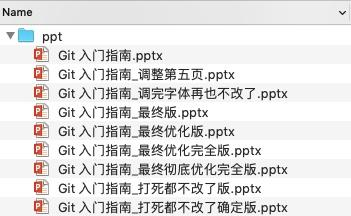 Name
ppt
Git 入门指南.pptx
Git 入门指南_调整第五页.pptx
Git 入门指南_调完字体再也不改了.pptx
Git 入门指南_最终版.pptx
Git 入门指南_最终优化版.pptx
Git 入门指南_最终优化完全版.pptx
Git 入门指南_最终彻底优化完全版.pptx
Git 入门指南_打死都不改了版.pptx
Git 入门指南_打死都不改了确定版.pptx